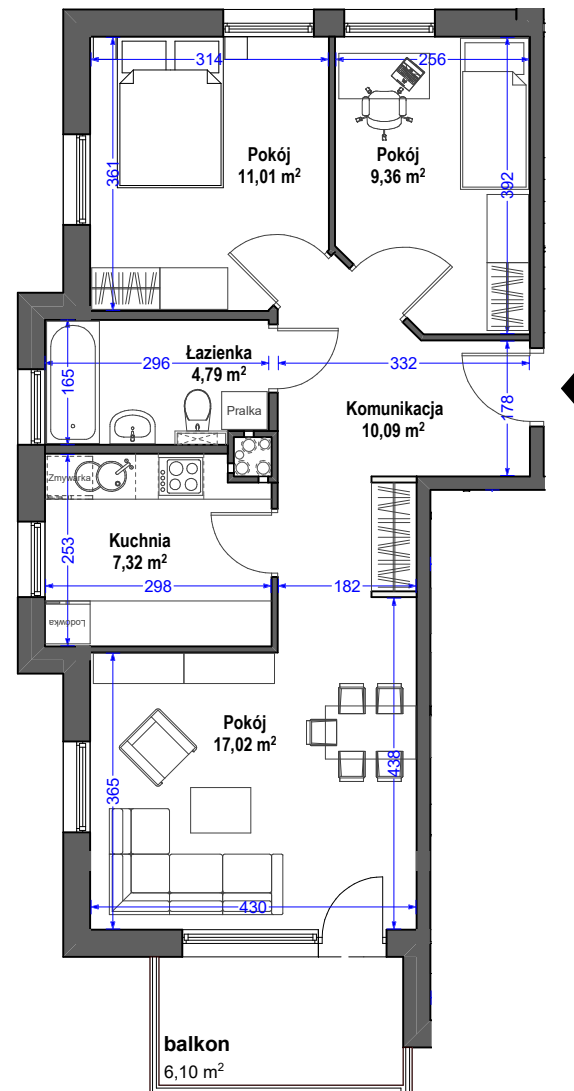 314
256
Pokój
11,01 m²
Pokój
9,36 m²
361
392
Łazienka
4,79 m²
296
165
332
178
Pralka
Komunikacja
10,09 m²
Zmywarka
Kuchnia
7,32 m²
253
298
182
Lodówka
Pokój
17,02 m²
365
438
430
balkon
6,10 m²